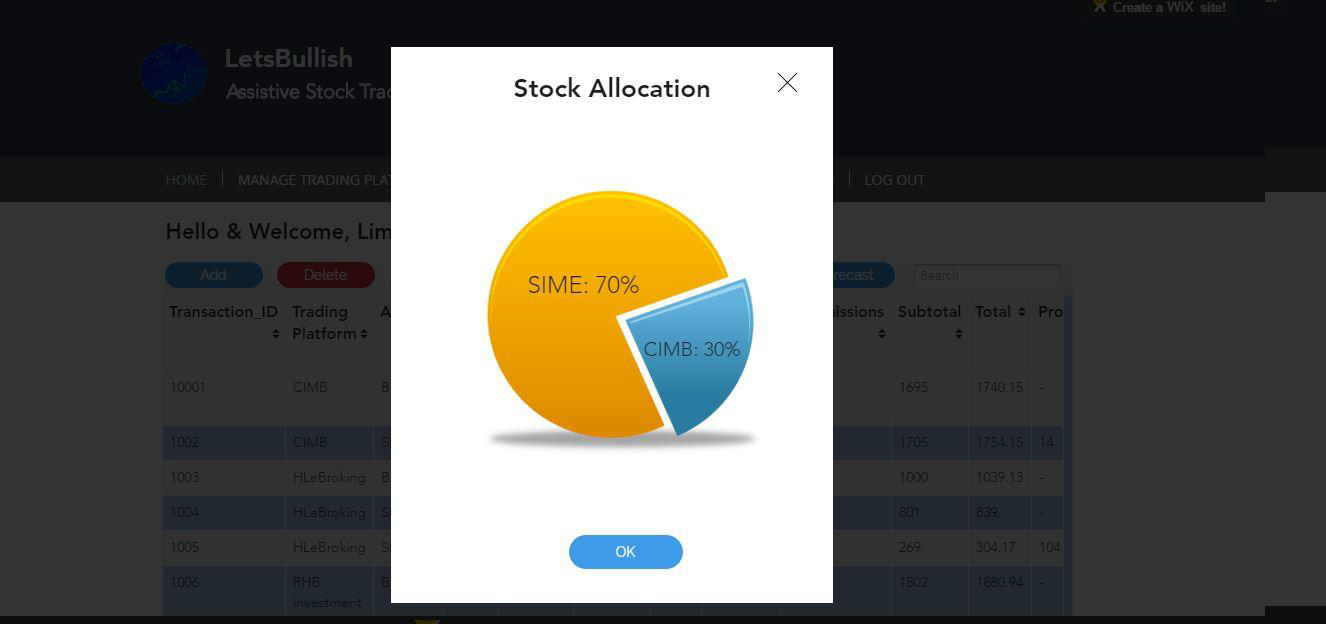 Create a WiX site!
LetsBullish
Assistive Stock Trad
Stock Allocation
HOME
MANAGE TRADING PLAT
LOG OUT
Hello & Welcome, Lim
Add
Delete
recast
Search
SIME: 70%
CIMB: 30%
Transaction_ID
Trading
Platform
A
issions
Subtotal
Total
Pro
10001
CIMB
B
1695
1740.15
-
1002
CIMB
S
1705
1754.15
14
1003
HLeBroking
B
1000
1039.13
-
1004
HLeBroking
S
801
839
-
1005
HLeBroking
S
269
304.17
104.
1006
RHB
investment
B
1802
1880.94
-
OK